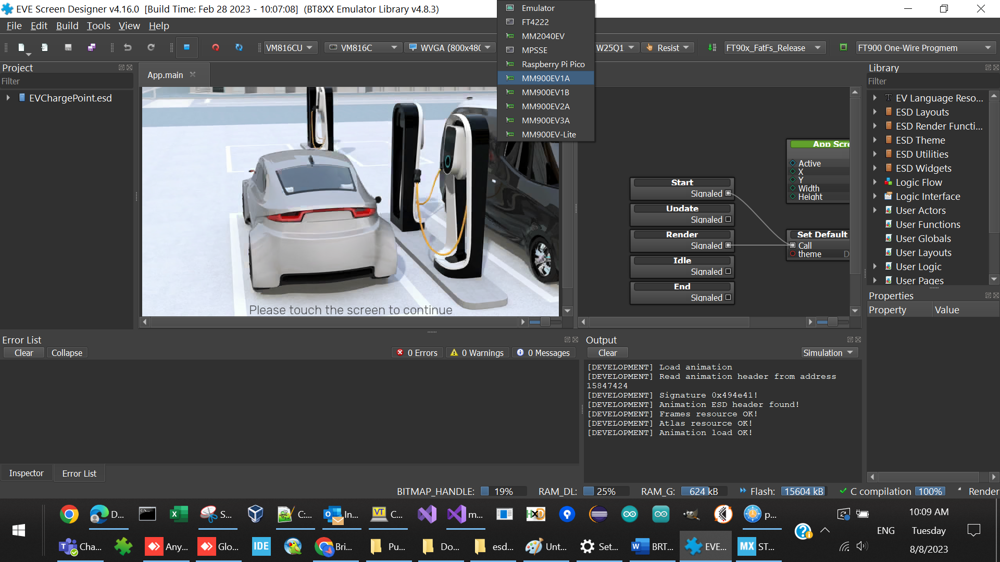 EVE Screen Designer v4.16.0 [Build Time: Feb 28 2023 - 10:07:08] (BT8XX Emulator Library v4.8.3)
File Edit Build Tools View Help
VM816CU
VM816C
WVGA (800x480
W25Q1
Resist
FT90x_FatFs_Release
FT900 One-Wire Progmem
Emulator
FT4222
MM2040EV
MPSSE
Raspberry Pi Pico
MM900EV1A
MM900EV1B
MM900EV2A
MM900EV3A
MM900EV-Lite
Project
Filter
EVChargePoint.esd
App.main
Please touch the screen to continue
Start
Signaled
Update
Signaled
Render
Signaled
Idle
Signaled
End
Signaled
App Scre
Active
X
Y
Width
Height
Set Default
Call
theme D
Library
Filter
EV Language Reso...
ESD Layouts
ESD Render Functi...
ESD Theme
ESD Utilities
ESD Widgets
Logic Flow
Logic Interface
User Actors
User Functions
User Globals
User Layouts
User Logic
User Pages
Properties
Property Value
Error List
Clear Collapse
0 Errors 0 Warnings 0 Messages
Output
Clear
Simulation
[DEVELOPMENT] Load animation
[DEVELOPMENT] Read animation header from address
15847424
[DEVELOPMENT] Signature 0x494e41!
[DEVELOPMENT] Animation ESD header found!
[DEVELOPMENT] Frames resource OK!
[DEVELOPMENT] Atlas resource OK!
[DEVELOPMENT] Animation load OK!
Inspector Error List
BITMAP_HANDLE: 19% RAM_DL: 25% RAM_G: 624 kB Flash: 15604 kB C compilation 100% Render
D... S... C:... In... VT C... m... HXD p...
10:09 AM
ENG Tuesday
8/8/2023
Cha... Any... Glo... IDE Bri... Pu... Do... esd... Unt... Set... BRT... EVE... MX ST...